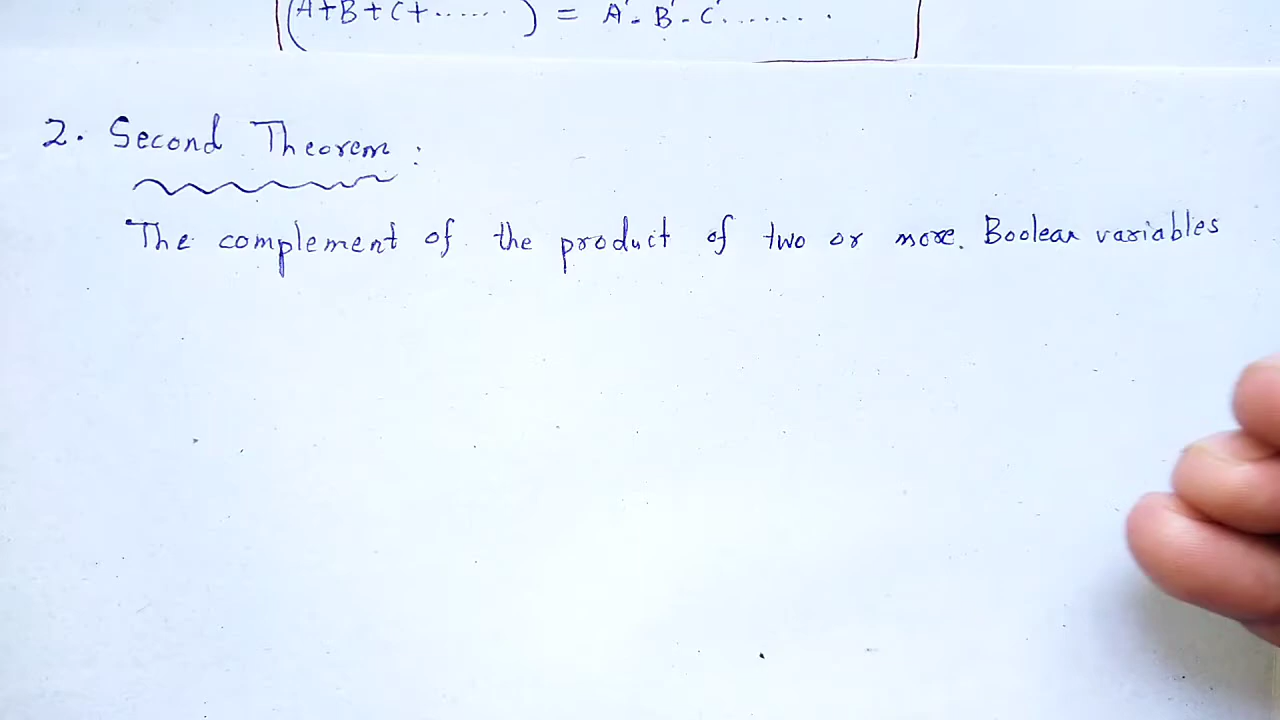 (A+B+C+......) = A'. B'. C'.......
2. Second Theorem :
The complement of the product of two or more. Boolean variables